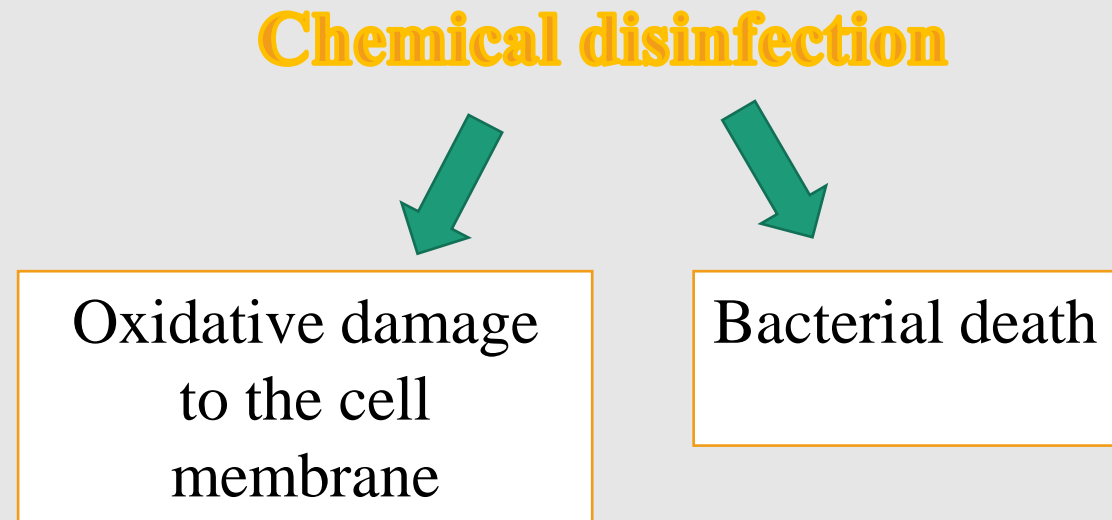 Chemical disinfection
Oxidative damage
to the cell
membrane
Bacterial death